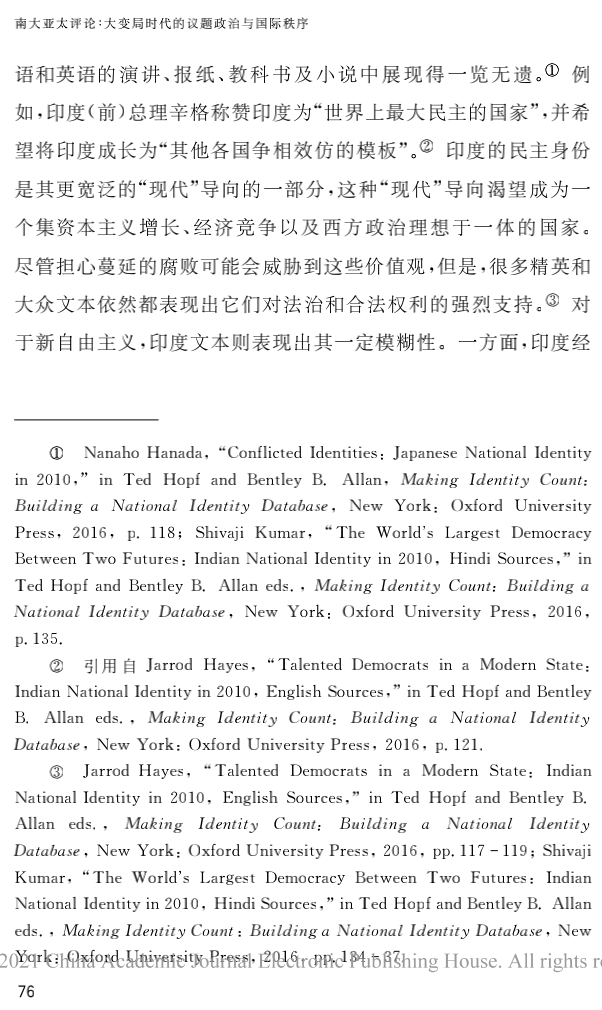 南大亚太评论:大变局时代的议题政治与国际秩序
语和英语的演讲、报纸、教科书及小说中展现得一览无遗。① 例
如,印度(前)总理辛格称赞印度为“世界上最大民主的国家”,并希
望将印度成长为“其他各国争相效仿的模板”。② 印度的民主身份
是其更宽泛的“现代”导向的一部分,这种“现代”导向渴望成为一
个集资本主义增长、经济竞争以及西方政治理想于一体的国家。
尽管担心蔓延的腐败可能会威胁到这些价值观,但是,很多精英和
大众文本依然都表现出它们对法治和合法权利的强烈支持。③ 对
于新自由主义,印度文本则表现出其一定模糊性。一方面,印度经
① Nanaho Hanada, “Conflicted Identities: Japanese National Identity
in 2010,” in Ted Hopf and Bentley B. Allan, Making Identity Count:
Building a National Identity Database, New York: Oxford University
Press, 2016, p. 118; Shivaji Kumar, “The World's Largest Democracy
Between Two Futures: Indian National Identity in 2010, Hindi Sources,” in
Ted Hopf and Bentley B. Allan eds., Making Identity Count: Building a
National Identity Database, New York: Oxford University Press, 2016,
p. 135.
② 引用自 Jarrod Hayes, “Talented Democrats in a Modern State:
Indian National Identity in 2010, English Sources,” in Ted Hopf and Bentley
B. Allan eds., Making Identity Count: Building a National Identity
Database, New York: Oxford University Press, 2016, p. 121.
③ Jarrod Hayes, “Talented Democrats in a Modern State: Indian
National Identity in 2010, English Sources,” in Ted Hopf and Bentley B.
Allan eds., Making Identity Count: Building a National Identity
Database, New York: Oxford University Press, 2016, pp. 117-119; Shivaji
Kumar, “The World's Largest Democracy Between Two Futures: Indian
National Identity in 2010, Hindi Sources,” in Ted Hopf and Bentley B. Allan
eds., Making Identity Count: Building a National Identity Database, New
York: Oxford University Press, 2016, pp. 134-37.
2021 China Academic Journal Electronic Publishing House. All rights re
76